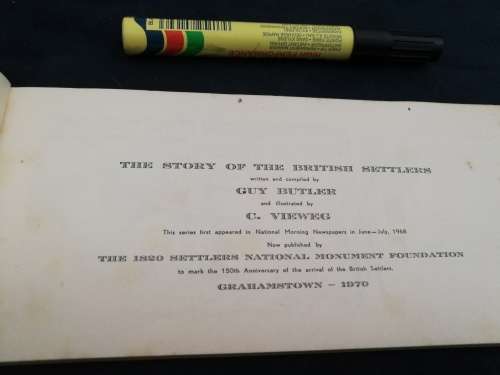 HIGH PERFORMANCE
THE STORY OF THE BRITISH SETTLERS
written and compiled by
GUY BUTLER
and illustrated by
C. VIEWEG
This series first appeared in National Morning Newspapers in June—July, 1968
Now published by
THE 1820 SETTLERS NATIONAL MONUMENT FOUNDATION
to mark the 150th Anniversary of the arrival of the British Settlers.
GRAHAMSTOWN — 1970